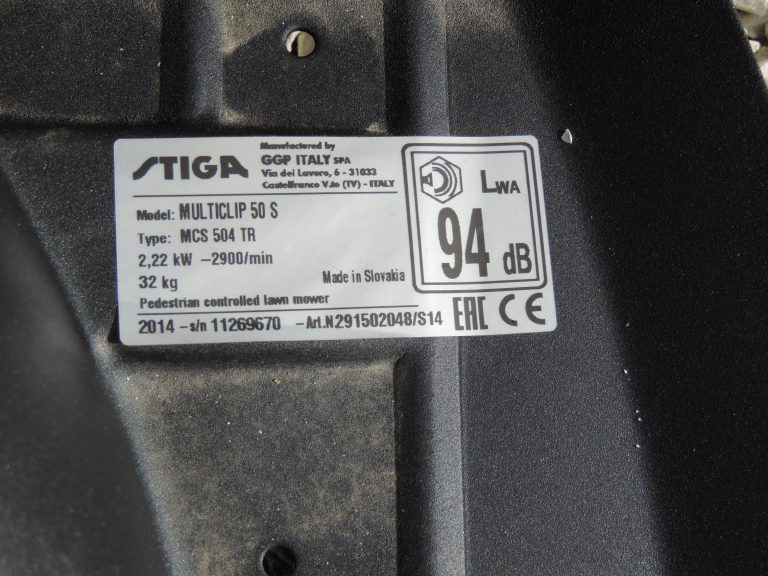 STIGA
Manufactured by
GGP ITALY SPA
Via del Lavoro, 6 - 31033
Castelfranco V.to (TV) - ITALY
Model: MULTICLIP 50 S
Type: MCS 504 TR
2,22 kW -2900/min
32 kg
Made in Slovakia
Pedestrian controlled lawn mower
2014 -s/n 11269670 -Art.N291502048/S14
LWA
94 dB
EAC CE